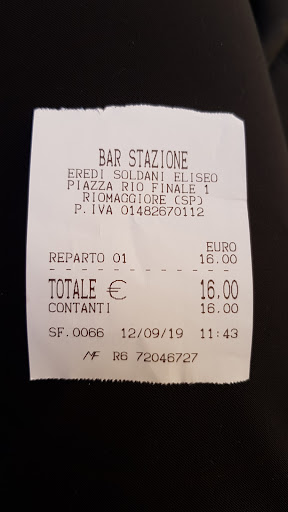 BAR STAZIONE
EREDI SOLDANI ELISEO
PIAZZA RIO FINALE 1
RIOMAGGIORE (SP)
P.IVA 01482670112
EURO
REPARTO 01 16.00
- - - - - - - - - - - - - - - -
TOTALE € 16.00
CONTANTI 16.00
SF.0066 12/09/19 11:43
MF R6 72046727